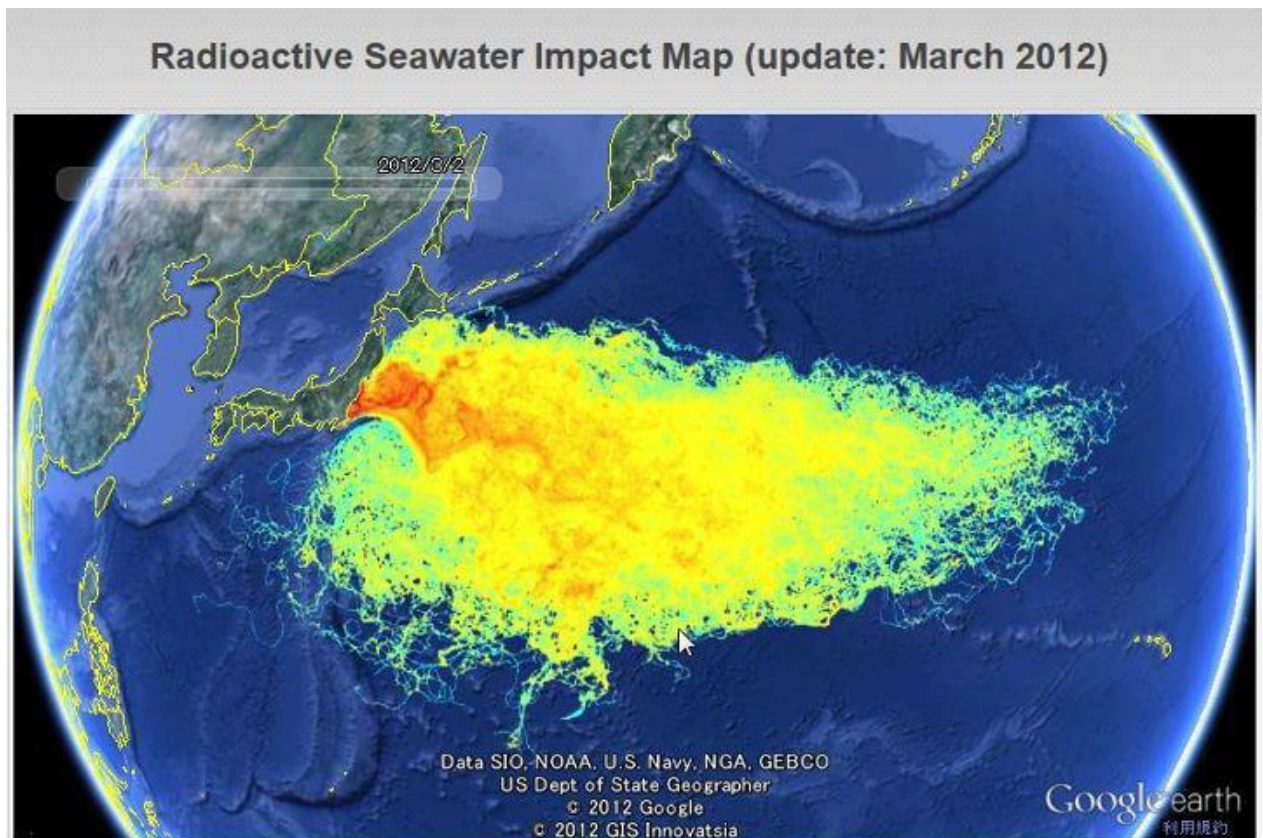 Radioactive Seawater Impact Map (update: March 2012)
2012/3/2
Data SIO, NOAA, U.S. Navy, NGA, GEBCO
US Dept of State Geographer
© 2012 Google
© 2012 GIS Innovatsia
Google earth
利用規約